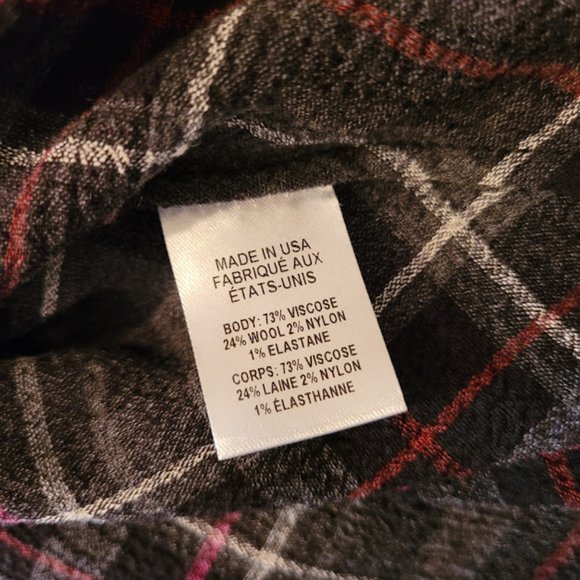 MADE IN USA
FABRIQUÉ AUX
ÉTATS-UNIS
BODY: 73% VISCOSE
24% WOOL 2% NYLON
1% ELASTANE
CORPS: 73% VISCOSE
24% LAINE 2% NYLON
1% ÉLASTHANNE